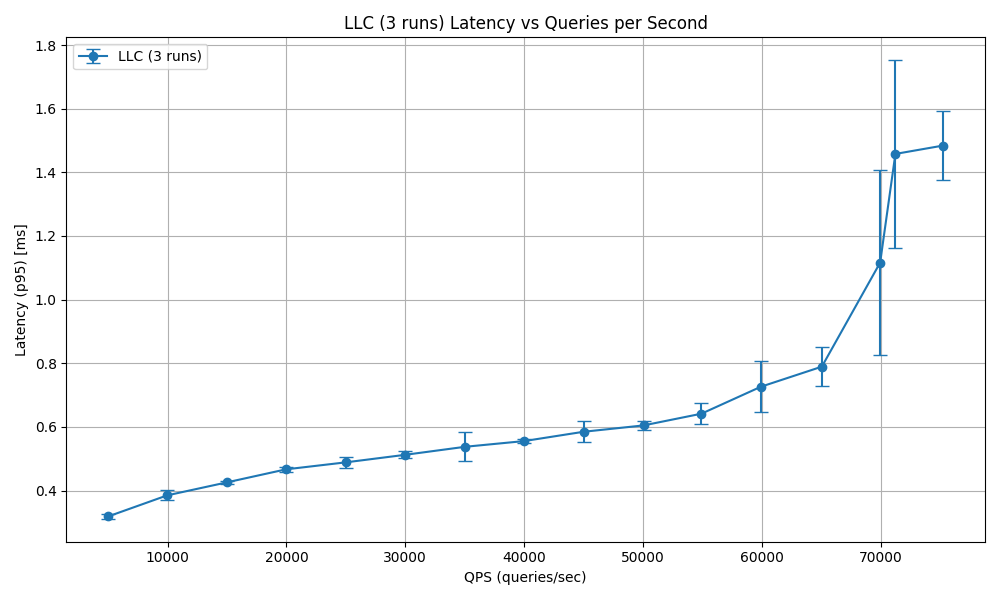 LLC (3 runs) Latency vs Queries per Second
LLC (3 runs)
Latency (p95) [ms]
1.8
1.6
1.4
1.2
1.0
0.8
0.6
0.4
10000 20000 30000 40000 50000 60000 70000
QPS (queries/sec)